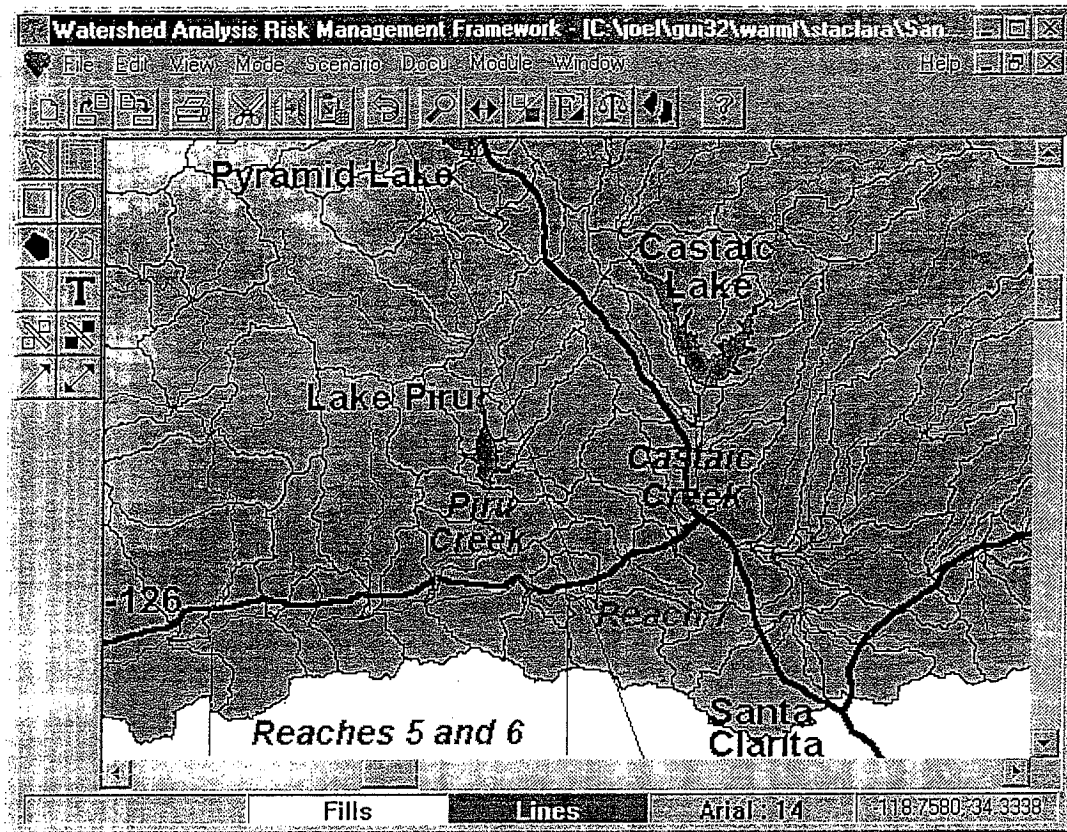 Watershed Analysis Risk Management Framework - [C:\joel\gui32\warmf\staclara\San...
File Edit View Mode Scenario Docu Module Window Help
T F ?
Pyramid Lake
Castaic
Lake
Lake Piru
Castaic
Creek
Piru
Creek
-126
Reach 7
Santa
Clarita
Reaches 5 and 6
Fills Lines Arial : 14 -118.7580 34.3338